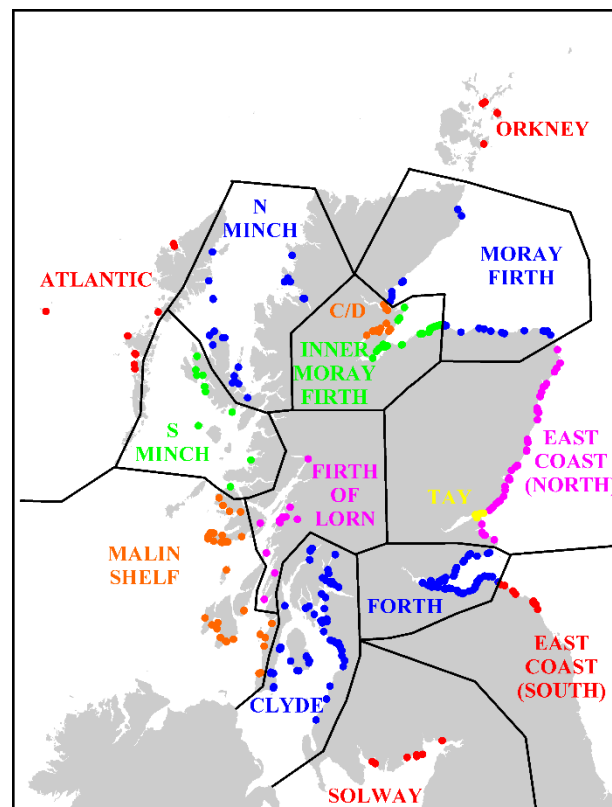 ORKNEY
N
MINCH
MORAY
FIRTH
ATLANTIC
C/D
INNER
MORAY
FIRTH
S
MINCH
EAST
COAST
(NORTH)
FIRTH
OF
LORN
TAY
MALIN
SHELF
FORTH
EAST
COAST
(SOUTH)
CLYDE
SOLWAY